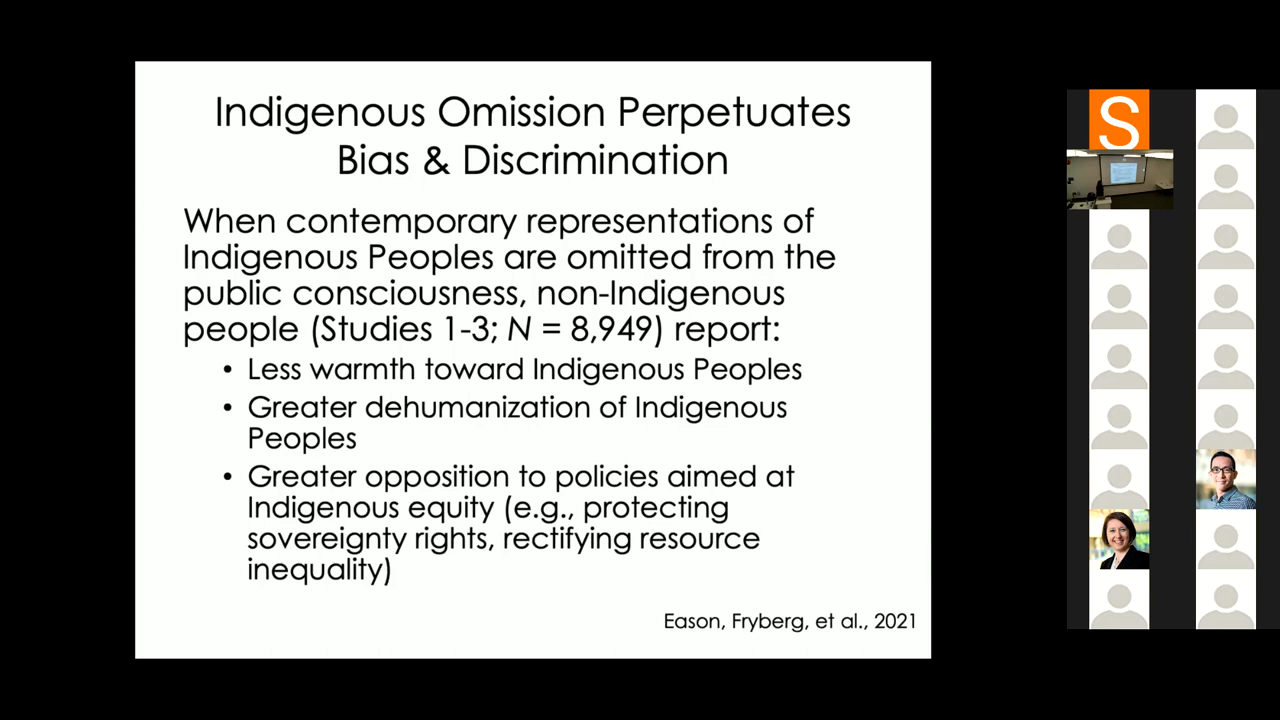 Indigenous Omission Perpetuates
Bias & Discrimination
When contemporary representations of
Indigenous Peoples are omitted from the
public consciousness, non-Indigenous
people (Studies 1-3; N = 8,949) report:
• Less warmth toward Indigenous Peoples
• Greater dehumanization of Indigenous
Peoples
• Greater opposition to policies aimed at
Indigenous equity (e.g., protecting
sovereignty rights, rectifying resource
inequality)
Eason, Fryberg, et al., 2021
S